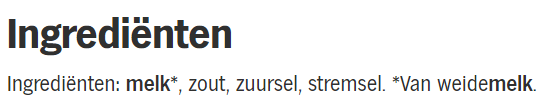 Ingrediënten
Ingrediënten: melk*, zout, zuursel, stremsel. *Van weidemelk.